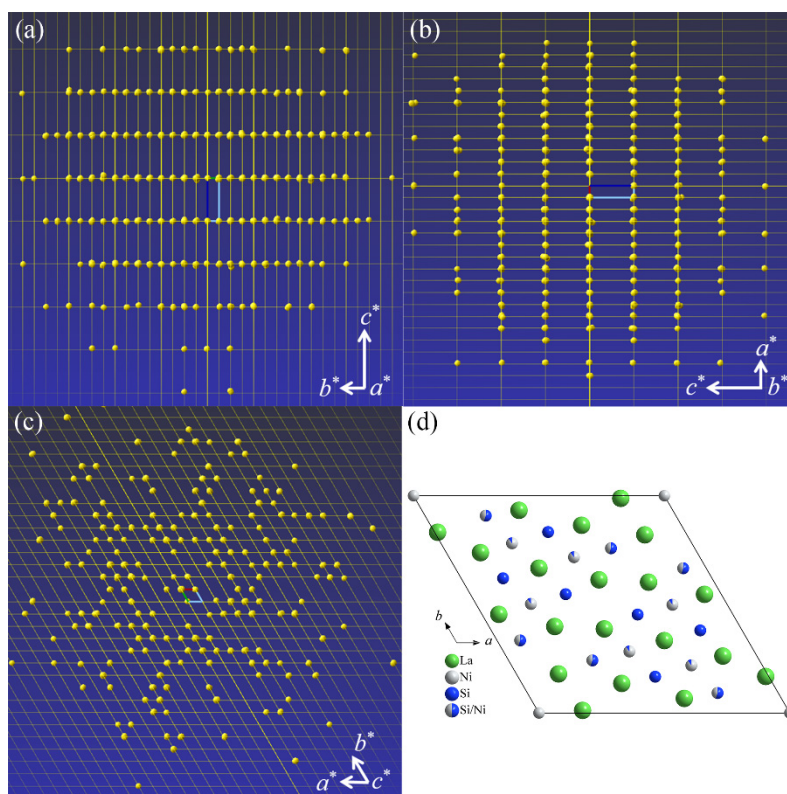 (a)
c*
b* a*
(b)
a*
c* b*
(c)
b*
a* c*
(d)
b
a
La
Ni
Si
Si/Ni